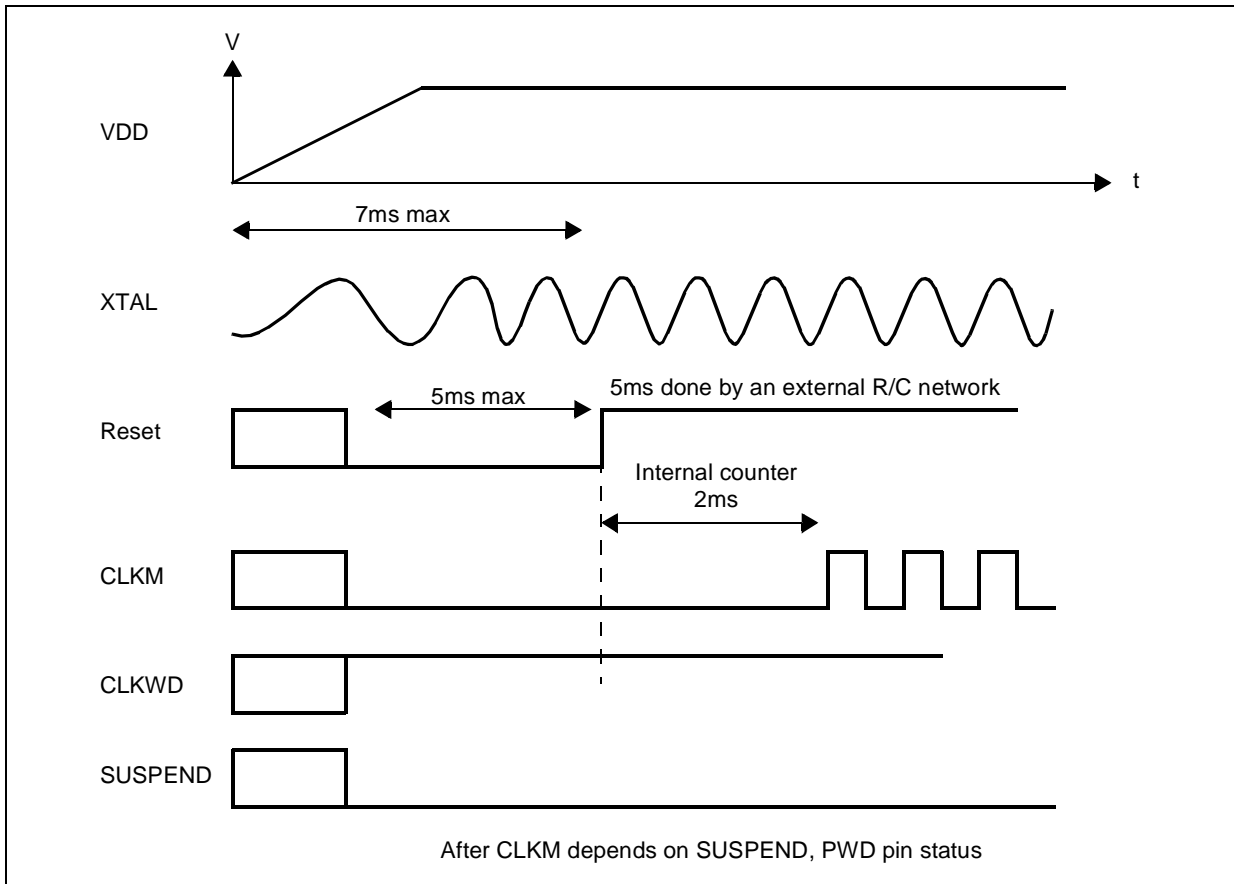 V
VDD
t
7ms max
XTAL
5ms max
5ms done by an external R/C network
Reset
Internal counter
2ms
CLKM
CLKWD
SUSPEND
After CLKM depends on SUSPEND, PWD pin status